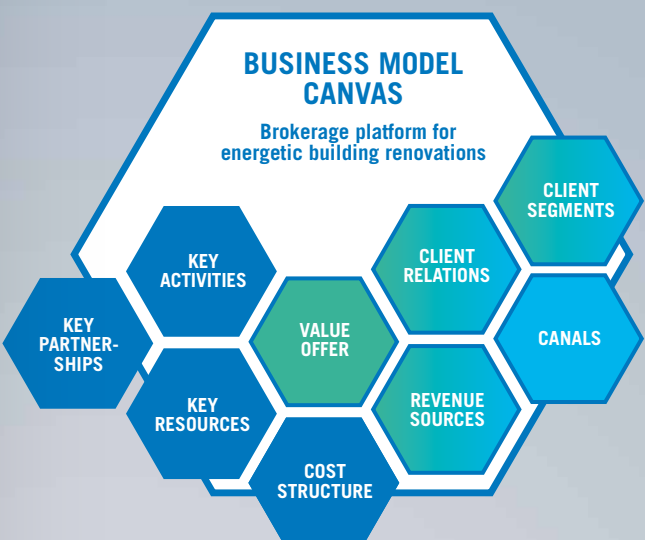 BUSINESS MODEL
CANVAS
Brokerage platform for
energetic building renovations
CLIENT
SEGMENTS
KEY
ACTIVITIES
CLIENT
RELATIONS
KEY
PARTNER-
SHIPS
VALUE
OFFER
CANALS
KEY
RESOURCES
REVENUE
SOURCES
COST
STRUCTURE